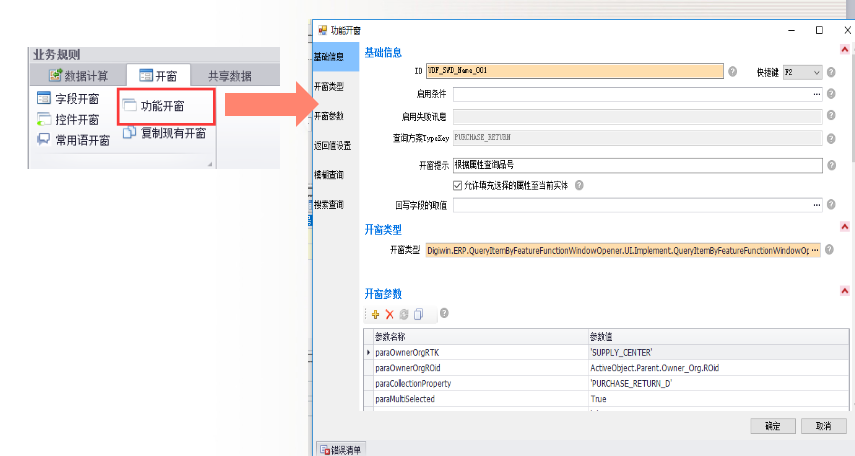 业务规则
数据计算 开窗 共享数据
字段开窗 功能开窗
控件开窗
常用语开窗 复制现有开窗
功能开窗
基础信息
开窗类型
开窗参数
返回值设置
模糊查询
搜索查询
基础信息
ID UDF_SWD_Name_001 快捷键 F2
启用条件
启用失败讯息
查询方案TypeKey PURCHASE_RETURN
开窗提示 根据属性查询品号
允许填充选择的属性至当前实体
回写字段的取值
开窗类型
开窗类型 Digiwin.ERP.QueryItemByFeatureFunctionWindowOpener.UI.Implement.QueryItemByFeatureFunctionWindowOp
开窗参数
参数名称 参数值
paraOwnerOrgRTK 'SUPPLY_CENTER'
paraOwnerOrgROid ActiveObject.Parent.Owner_Org.ROid
paraCollectionProperty 'PURCHASE_RETURN_D'
paraMultiSelected True
确定 取消
错误清单